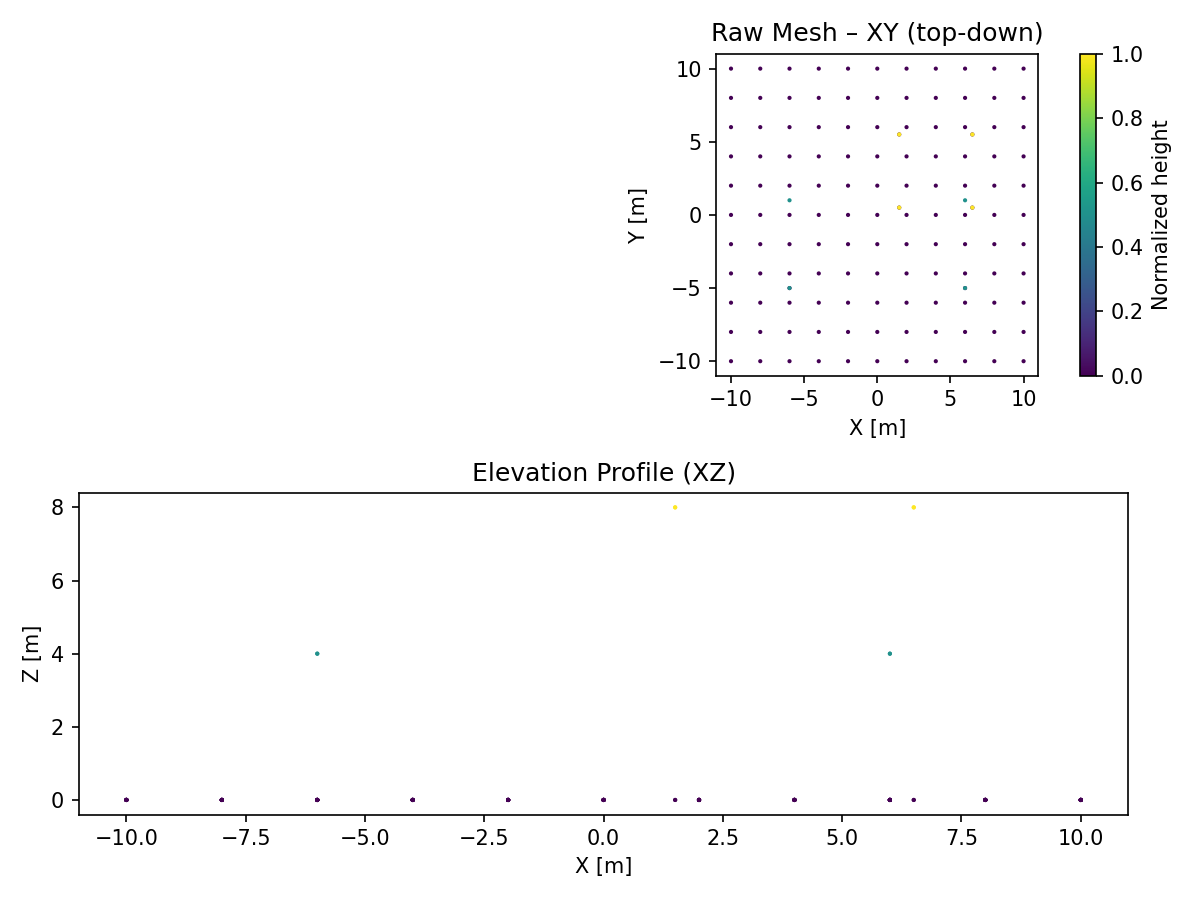 Raw Mesh – XY (top-down)
10
5
0
−5
−10
Y [m]
−10 −5 0 5 10
X [m]
1.0
0.8
0.6
0.4
0.2
0.0
Normalized height
Elevation Profile (XZ)
8
6
4
2
0
Z [m]
−10.0 −7.5 −5.0 −2.5 0.0 2.5 5.0 7.5 10.0
X [m]